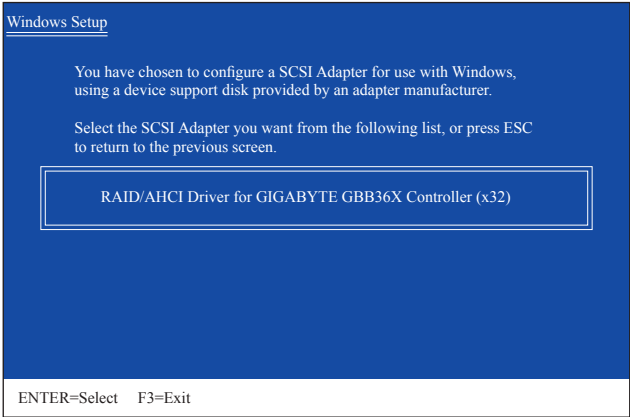 Windows Setup
You have chosen to configure a SCSI Adapter for use with Windows,
using a device support disk provided by an adapter manufacturer.
Select the SCSI Adapter you want from the following list, or press ESC
to return to the previous screen.
RAID/AHCI Driver for GIGABYTE GBB36X Controller (x32)
ENTER=Select F3=Exit